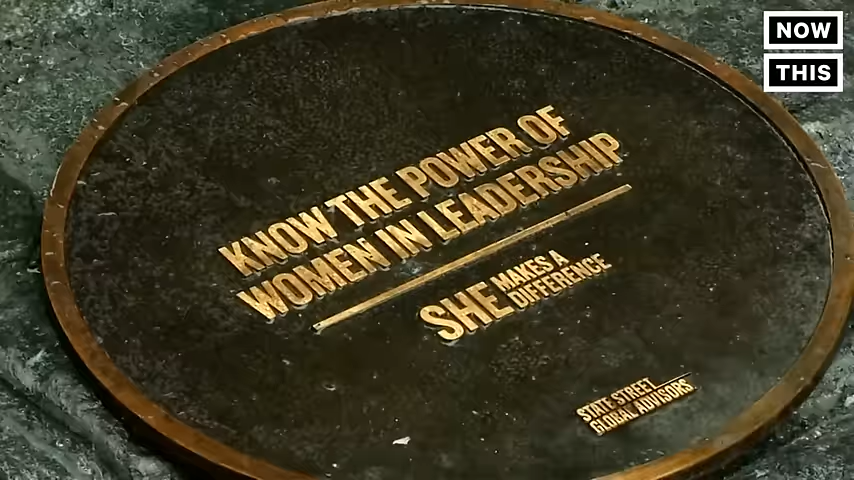 NOW
THIS
KNOW THE POWER OF
WOMEN IN LEADERSHIP
SHE MAKES A
DIFFERENCE
STATE STREET
GLOBAL ADVISORS